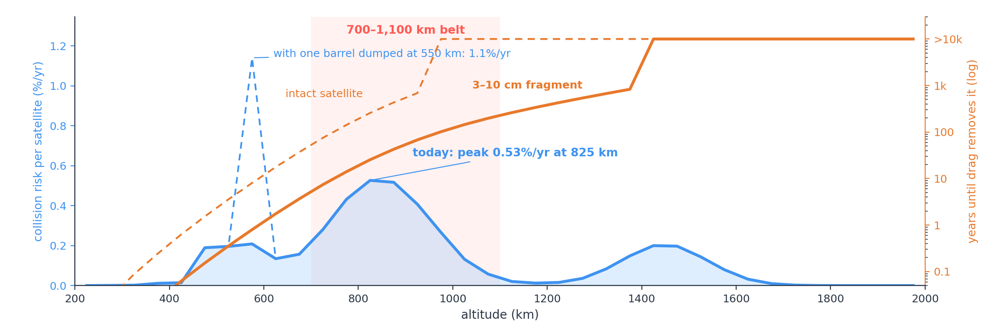 700–1,100 km belt
with one barrel dumped at 550 km: 1.1%/yr
intact satellite
3–10 cm fragment
today: peak 0.53%/yr at 825 km
collision risk per satellite (%/yr)
1.2
1.0
0.8
0.6
0.4
0.2
0.0
>10k
1k
100
10
1
0.1
years until drag removes it (log)
200 400 600 800 1000 1200 1400 1600 1800 2000
altitude (km)